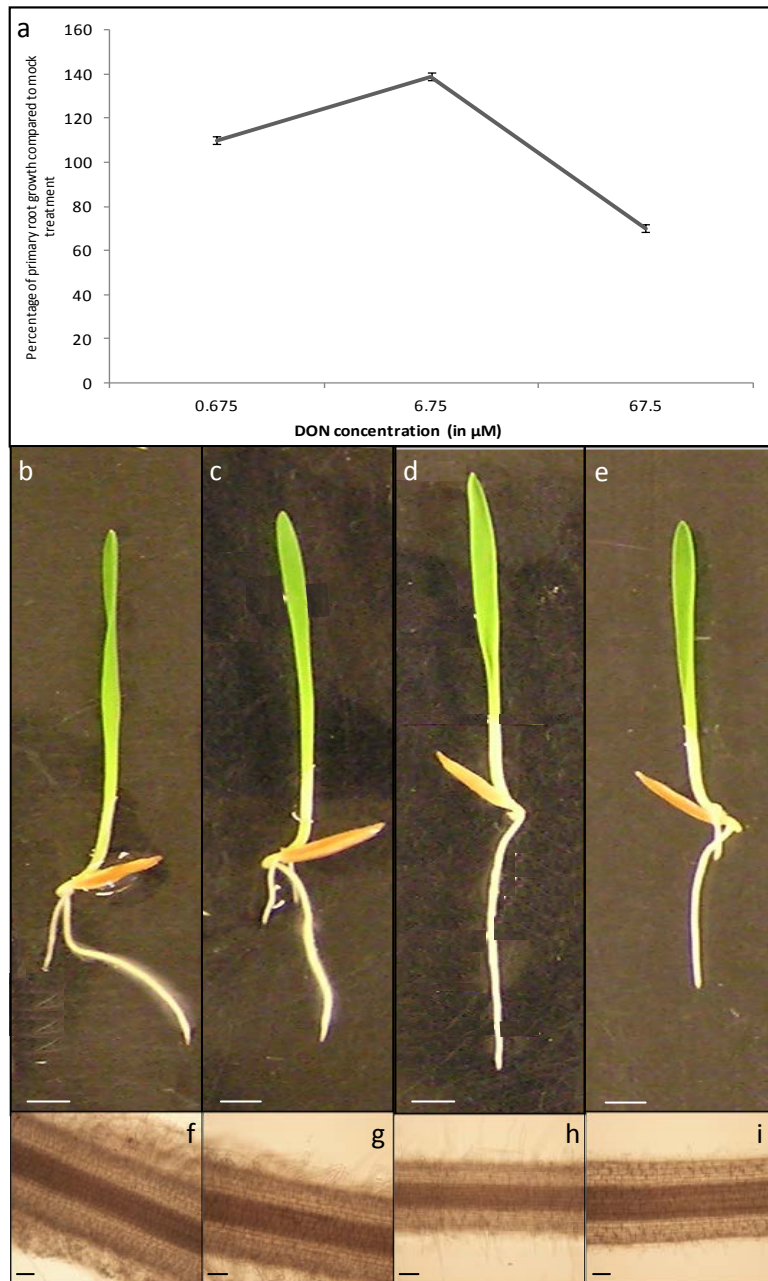 a
160
140
120
100
80
60
40
20
0
Percentage of primary root growth compared to mock
treatment
0.675 6.75 67.5
DON concentration (in µM)
b c d e
f g h i